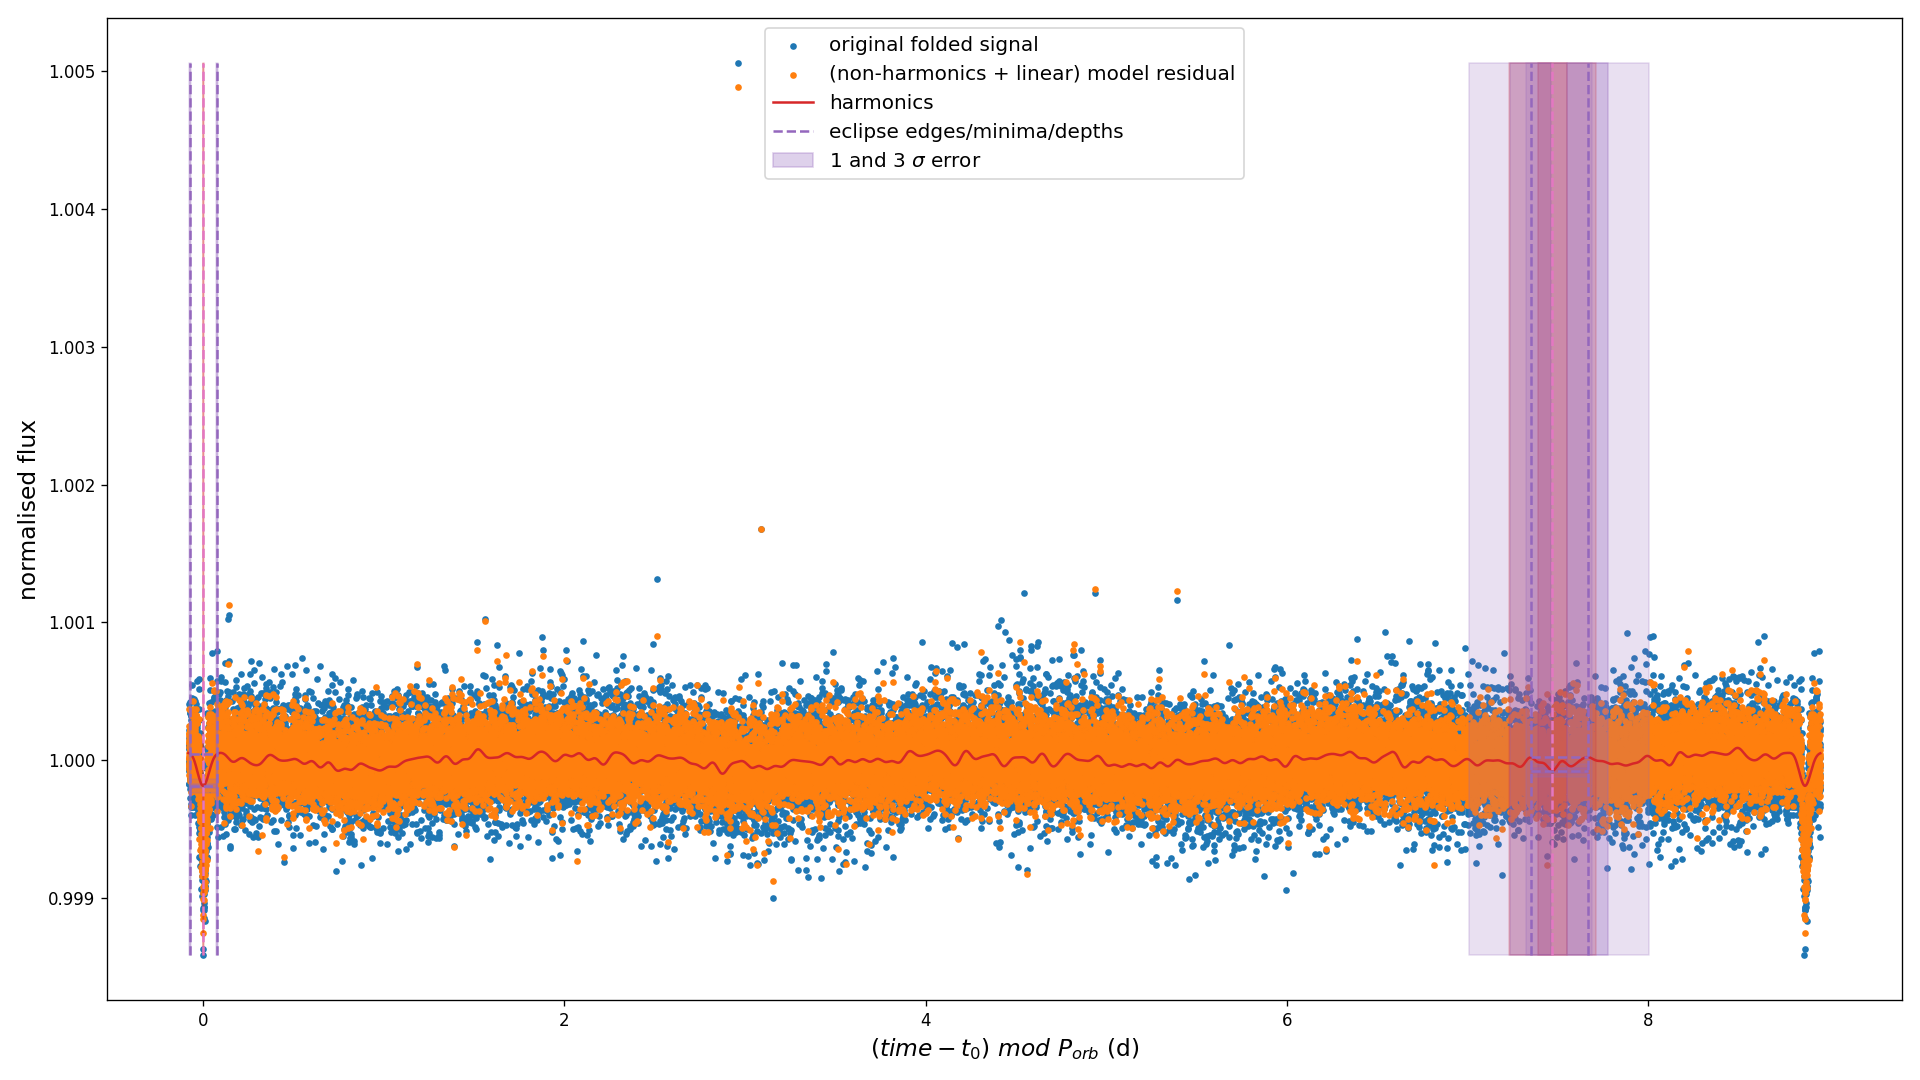 original folded signal
(non-harmonics + linear) model residual
harmonics
eclipse edges/minima/depths
1 and 3 σ error
normalised flux
1.005
1.004
1.003
1.002
1.001
1.000
0.999
0 2 4 6 8
(time − t₀) mod P_orb (d)